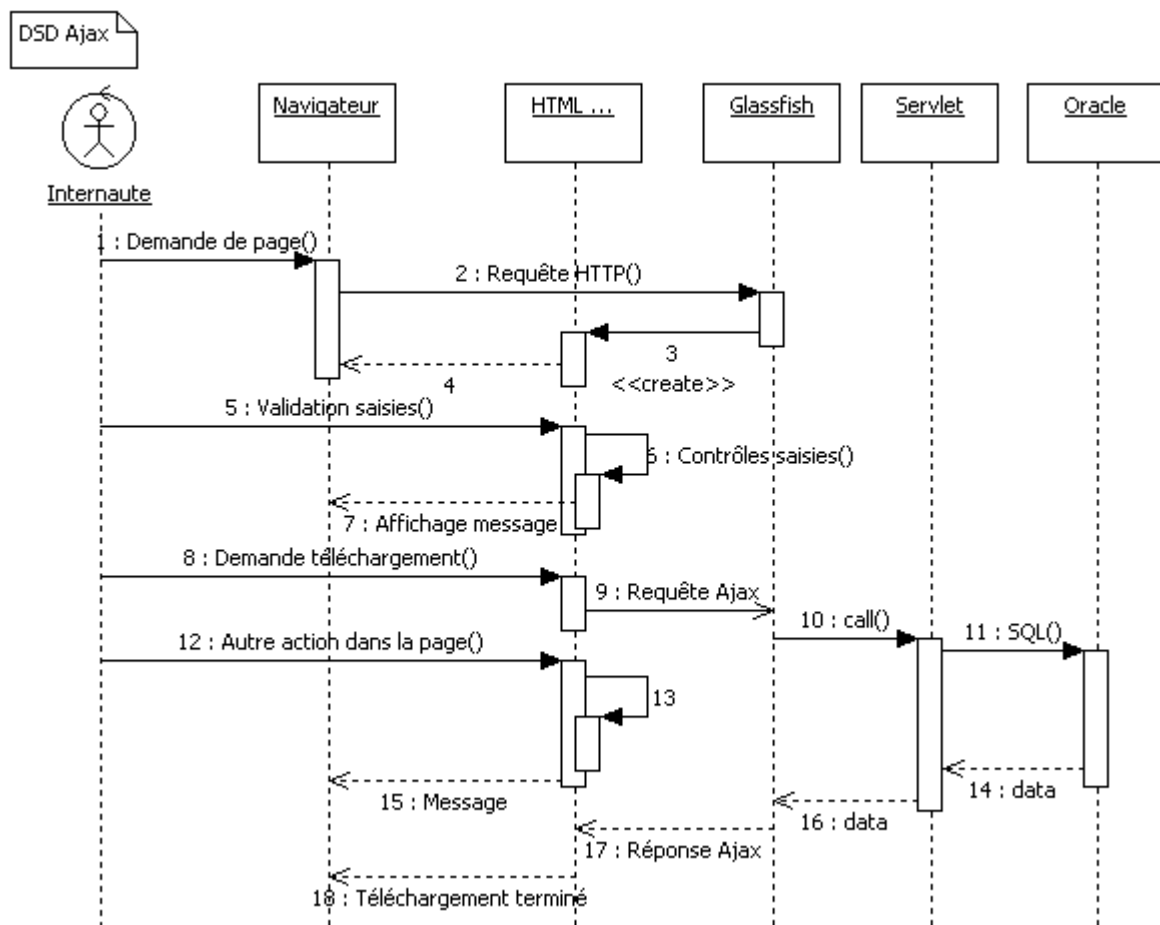 DSD Ajax
Navigateur
HTML ...
Glassfish
Servlet
Oracle
Internaute
1 : Demande de page()
2 : Requête HTTP()
3
<<create>>
4
5 : Validation saisies()
6 : Contrôles saisies()
7 : Affichage message
8 : Demande téléchargement()
9 : Requête Ajax
10 : call()
11 : SQL()
12 : Autre action dans la page()
13
14 : data
15 : Message
16 : data
17 : Réponse Ajax
18 : Téléchargement terminé